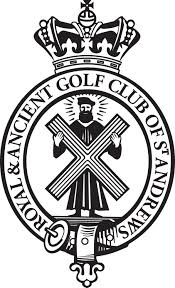 ROYAL & ANCIENT GOLF CLUB OF ST ANDREWS